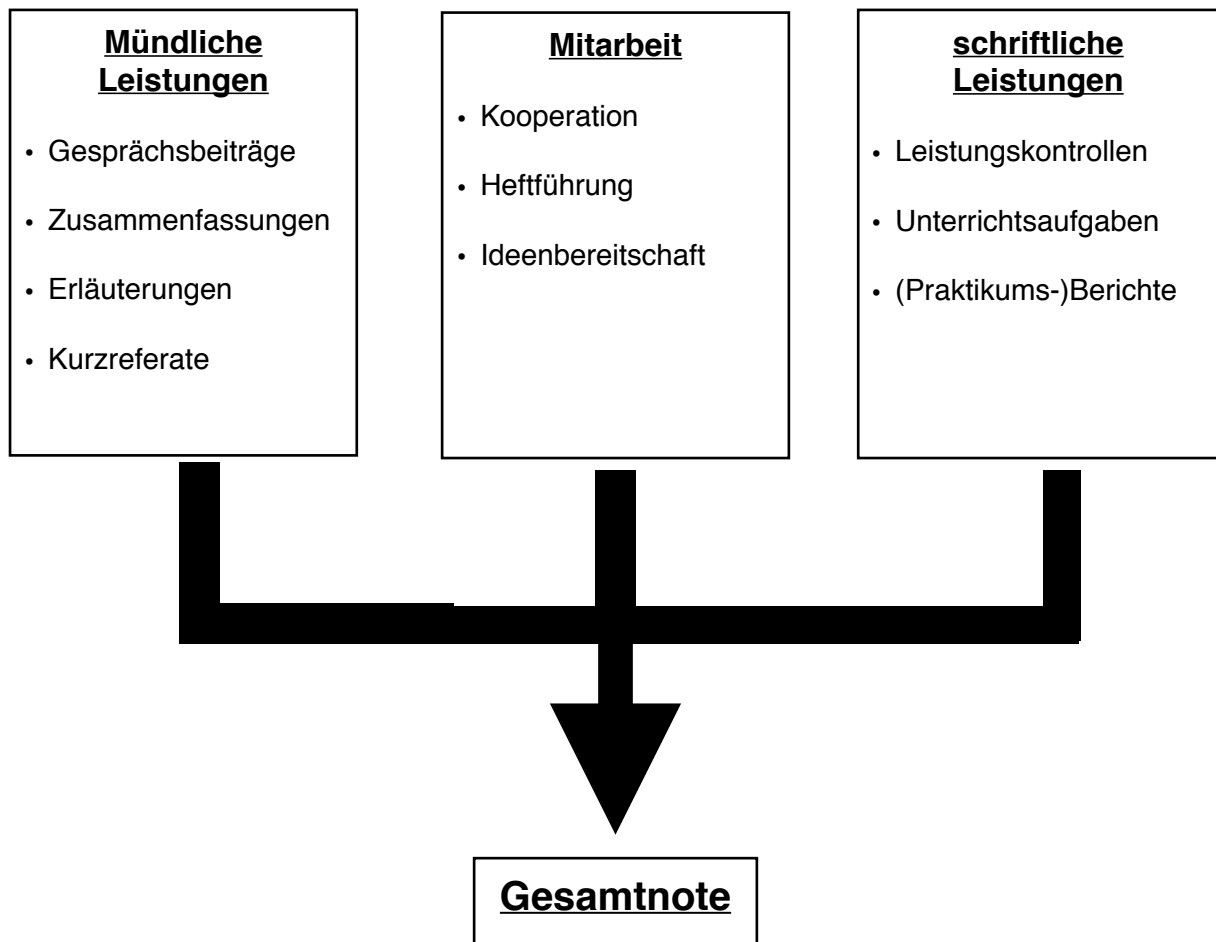 Mündliche
Leistungen
• Gesprächsbeiträge
• Zusammenfassungen
• Erläuterungen
• Kurzreferate
Mitarbeit
• Kooperation
• Heftführung
• Ideenbereitschaft
schriftliche
Leistungen
• Leistungskontrollen
• Unterrichtsaufgaben
• (Praktikums-)Berichte
Gesamtnote